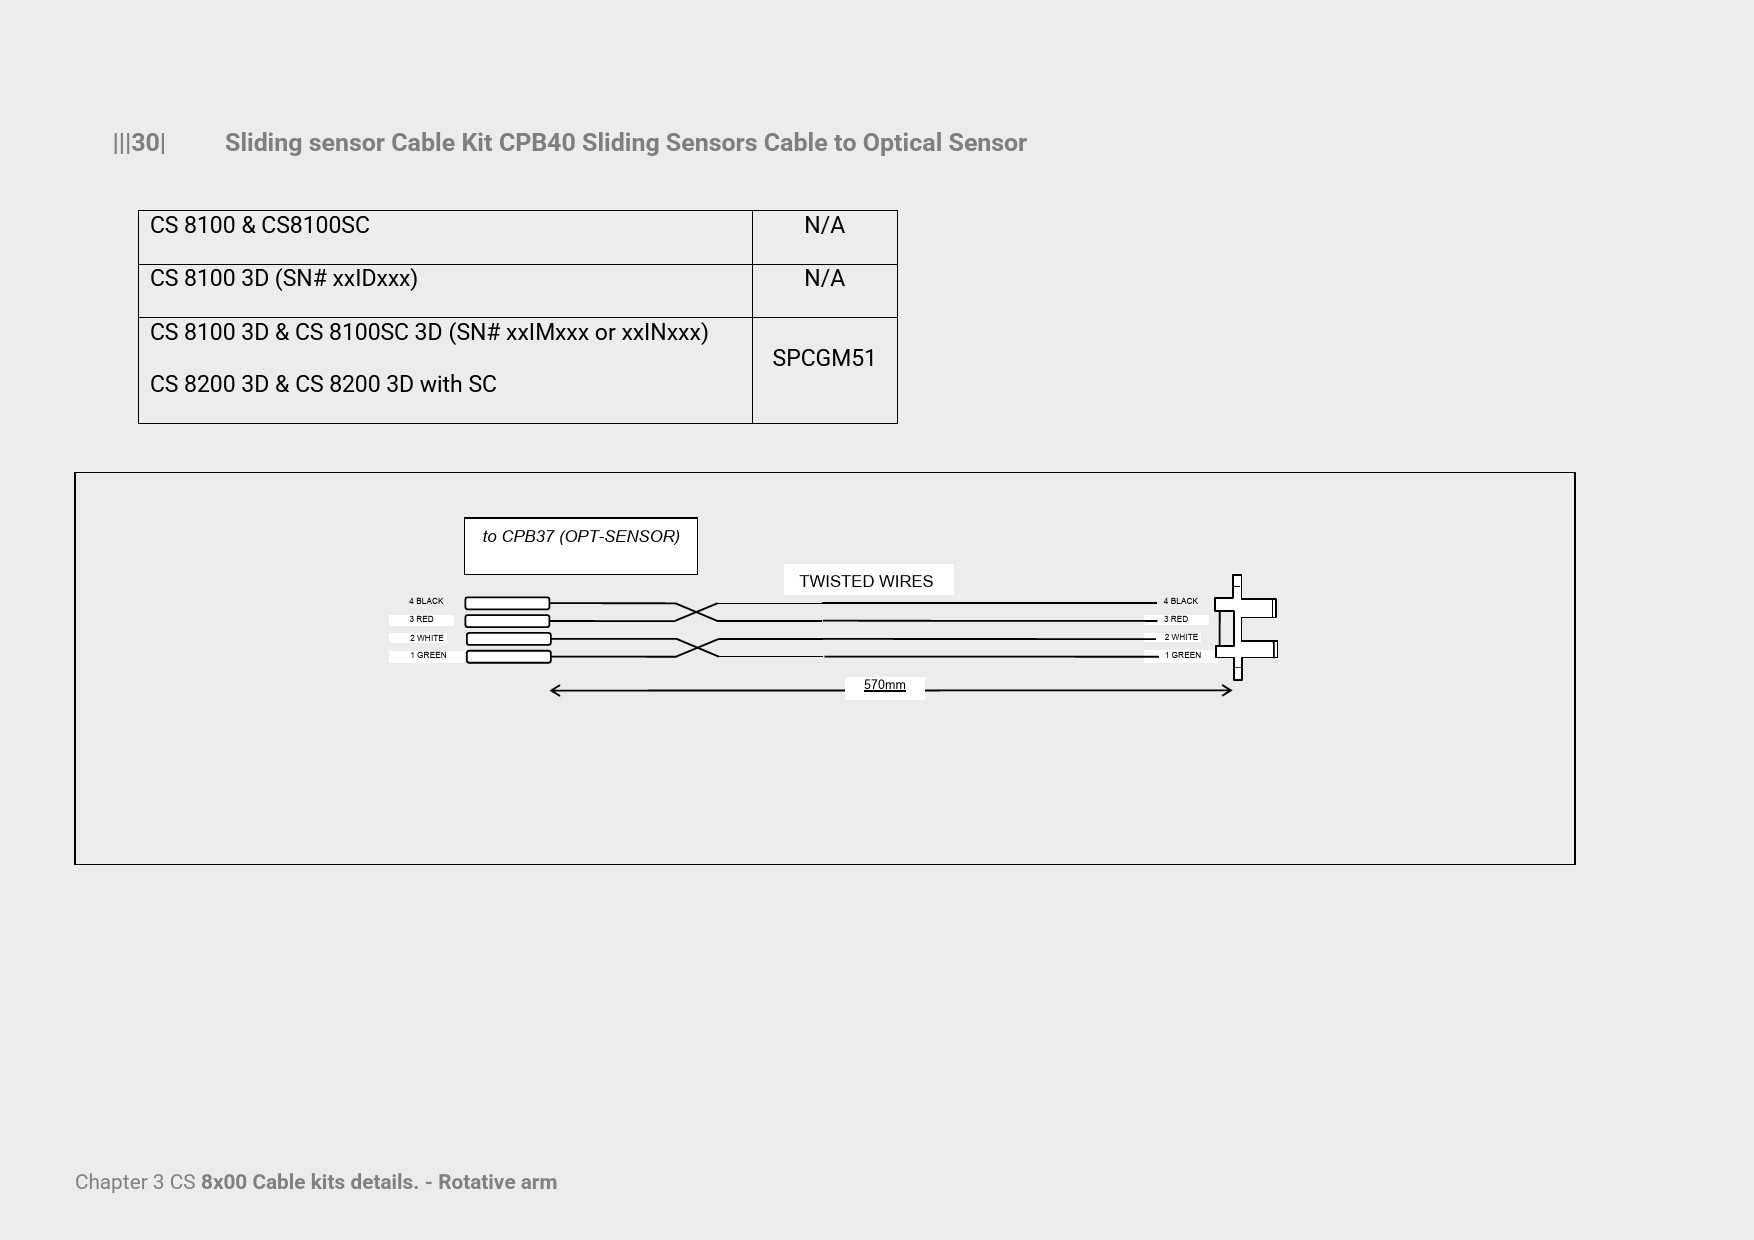 |||30| Sliding sensor Cable Kit CPB40 Sliding Sensors Cable to Optical Sensor
CS 8100 & CS8100SC N/A
CS 8100 3D (SN# xxIDxxx) N/A
CS 8100 3D & CS 8100SC 3D (SN# xxIMxxx or xxINxxx)
SPCGM51
CS 8200 3D & CS 8200 3D with SC
to CPB37 (OPT-SENSOR)
TWISTED WIRES
4 BLACK 4 BLACK
3 RED 3 RED
2 WHITE 2 WHITE
1 GREEN 1 GREEN
570mm
Chapter 3 CS 8x00 Cable kits details. - Rotative arm